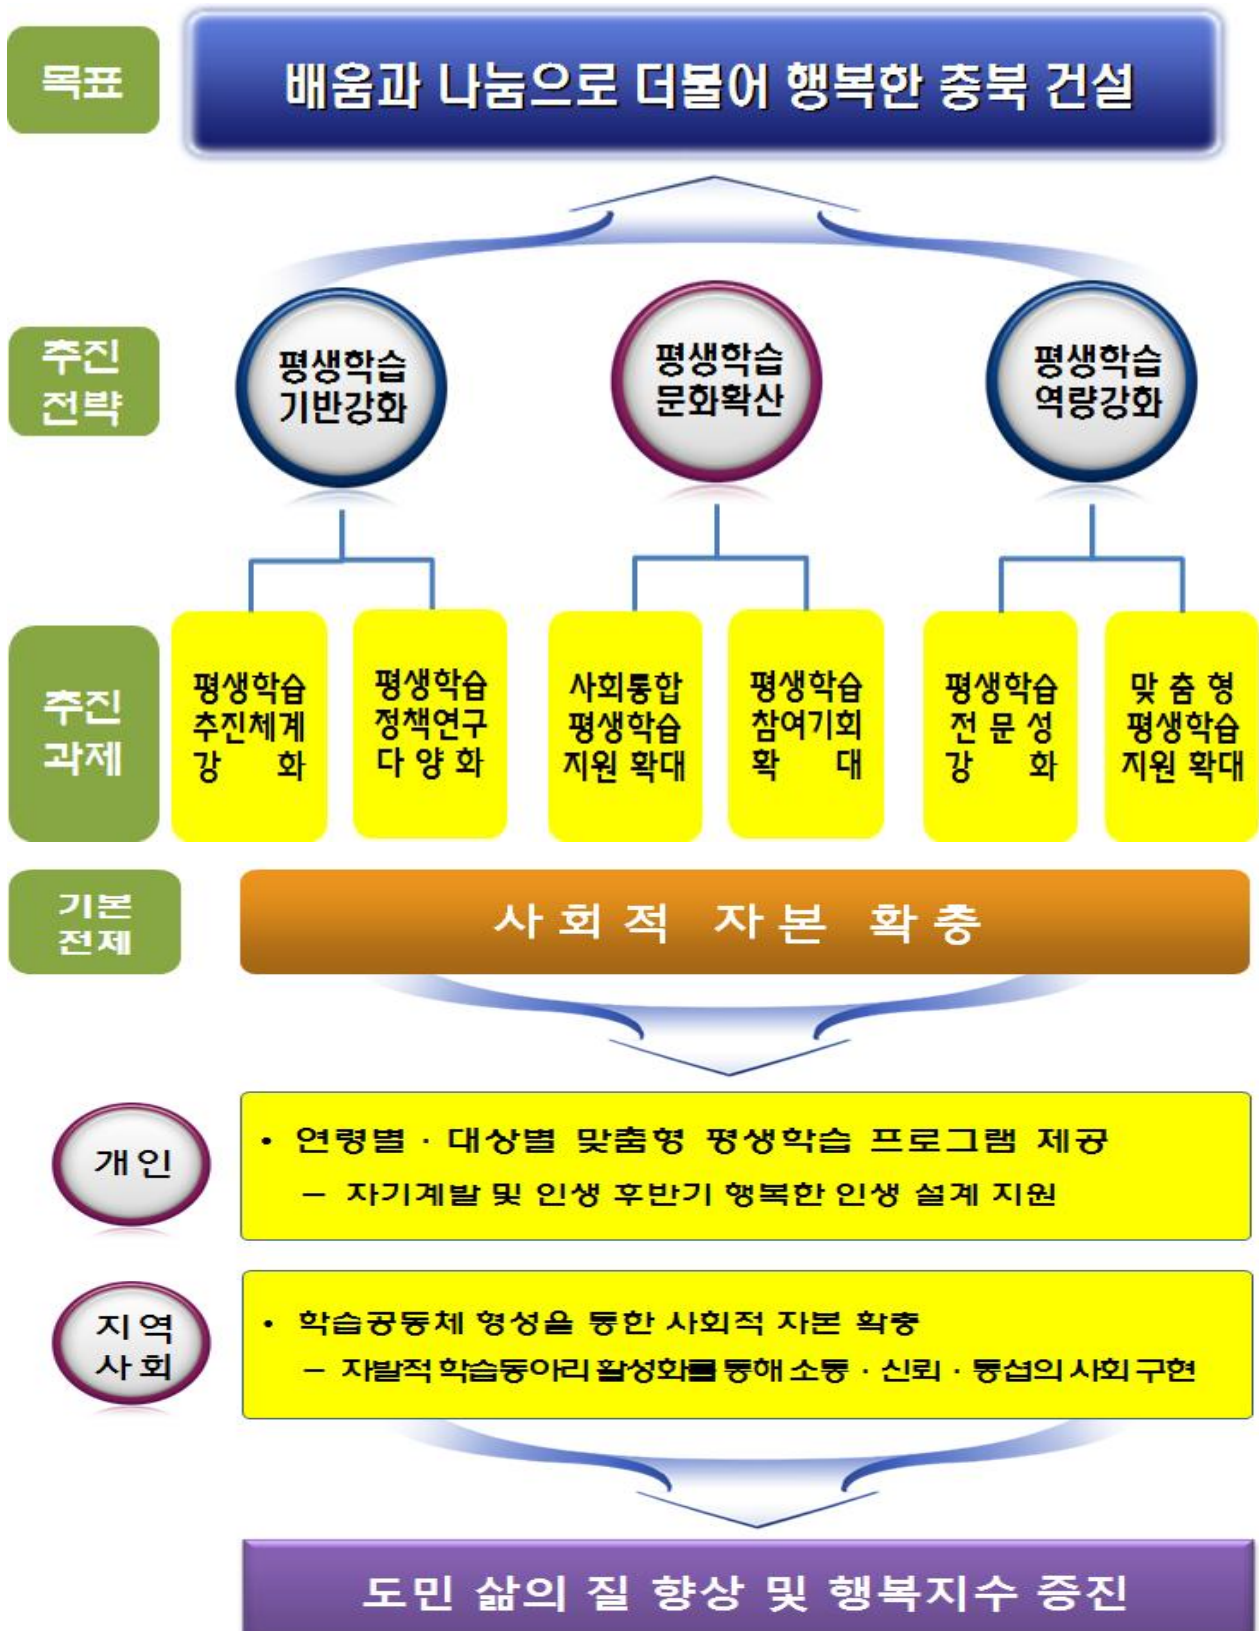 목표
배움과 나눔으로 더불어 행복한 충북 건설
추진
전략
평생학습
기반강화
평생학습
문화확산
평생학습
역량강화
추진
과제
평생학습
추진체계
강 화
평생학습
정책연구
다 양 화
사회통합
평생학습
지원 확대
평생학습
참여기회
확 대
평생학습
전 문 성
강 화
맞 춤 형
평생학습
지원 확대
기본
전제
사회적 자본 확충
개인
• 연령별 · 대상별 맞춤형 평생학습 프로그램 제공
– 자기계발 및 인생 후반기 행복한 인생 설계 지원
지역
사회
• 학습공동체 형성을 통한 사회적 자본 확충
– 자발적 학습동아리 활성화를 통해 소통 · 신뢰 · 통섭의 사회 구현
도민 삶의 질 향상 및 행복지수 증진